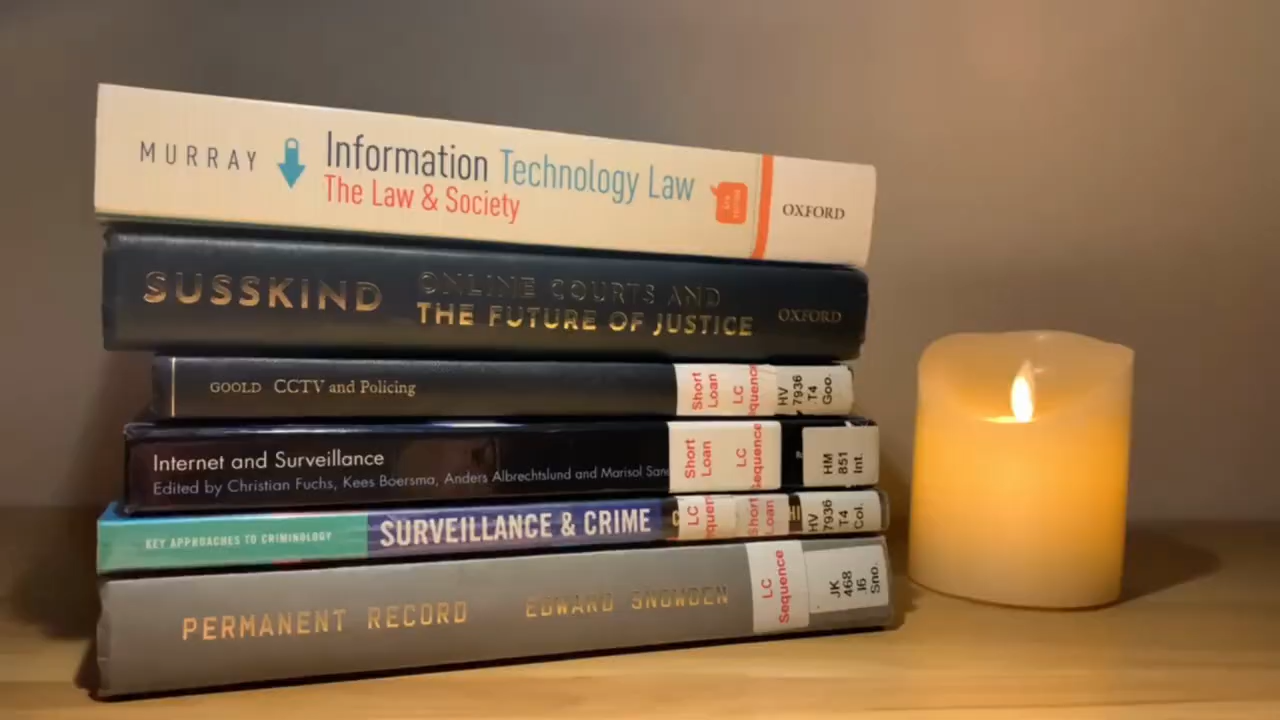 MURRAY
Information Technology Law
The Law & Society
OXFORD
SUSSKIND
ONLINE COURTS AND
THE FUTURE OF JUSTICE
OXFORD
GOOLD CCTV and Policing
Short
Loan
LC
HV
7936
.T4
Goo.
Internet and Surveillance
Edited by Christian Fuchs, Kees Boersma, Anders Albrechtslund and Marisol
Short
Loan
LC
Sequence
HM
851
Int.
KEY APPROACHES TO CRIMINOLOGY
SURVEILLANCE & CRIME
LC
Short
Loan
HV
7936
T4
Col.
PERMANENT RECORD
EDWARD SNOWDEN
LC
Sequence
JK
468
.I6
Sno.